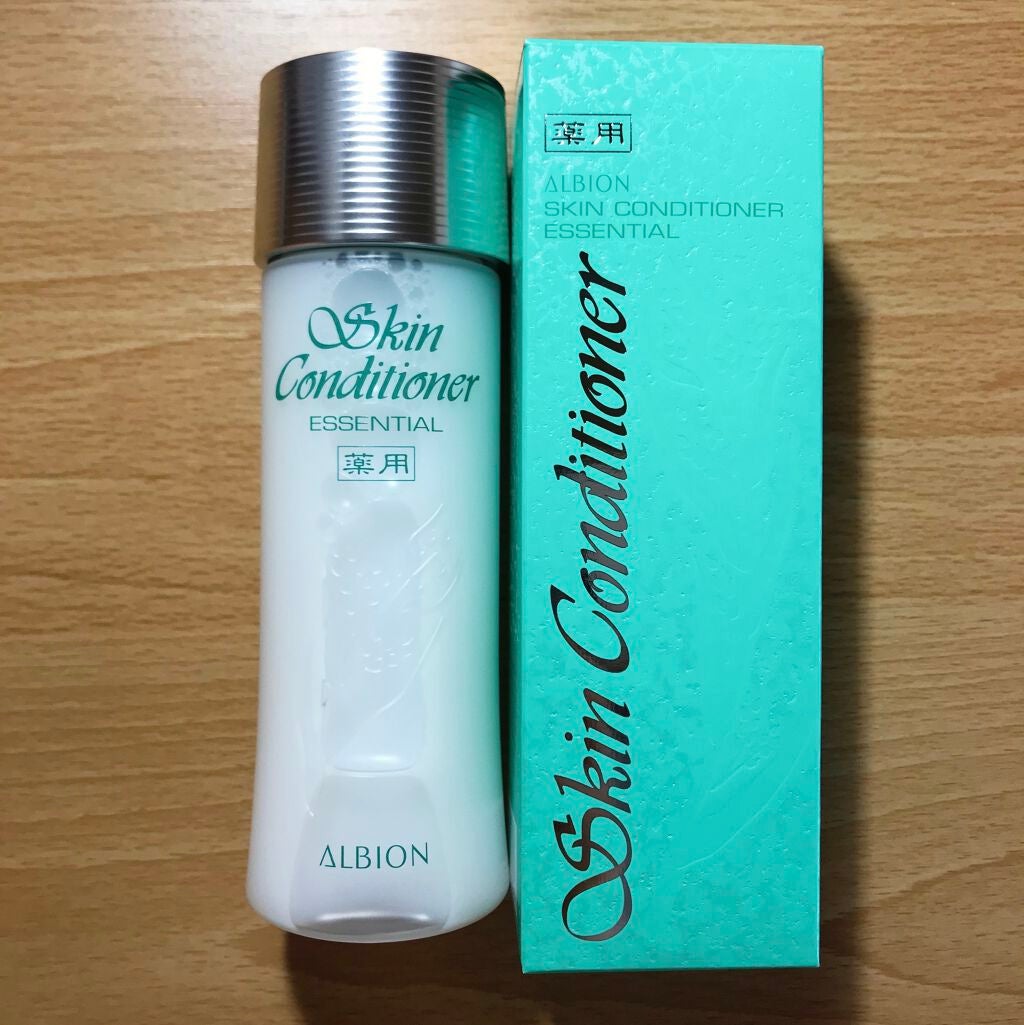 Skin
Conditioner
ESSENTIAL
薬用
ALBION
薬用
ALBION
SKIN CONDITIONER
ESSENTIAL
Skin Conditioner